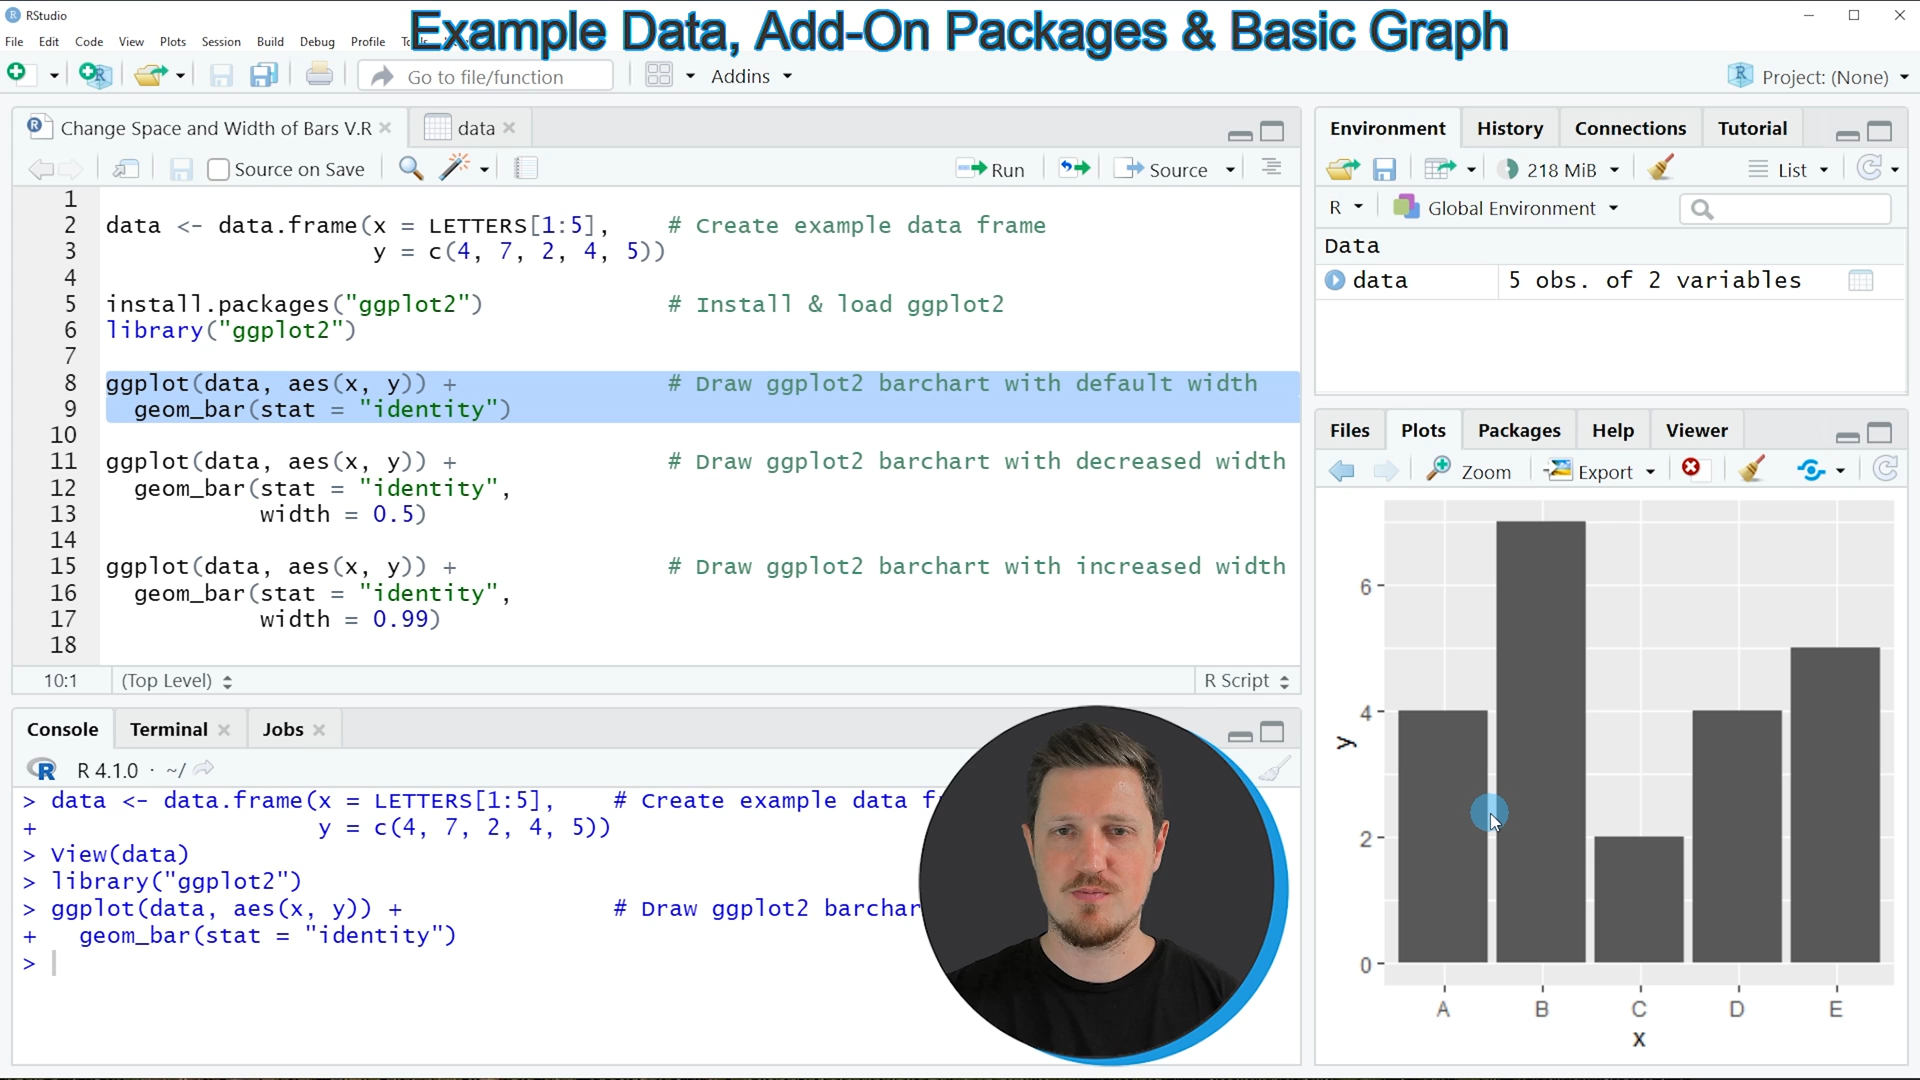 RStudio
Example Data, Add-On Packages & Basic Graph
File Edit Code View Plots Session Build Debug Profile
Go to file/function Addins Project: (None)
Change Space and Width of Bars V.R data
Source on Save Run Source
1
2 data <- data.frame(x = LETTERS[1:5], # Create example data frame
3 y = c(4, 7, 2, 4, 5))
4
5 install.packages("ggplot2") # Install & load ggplot2
6 library("ggplot2")
7
8 ggplot(data, aes(x, y)) + # Draw ggplot2 barchart with default width
9 geom_bar(stat = "identity")
10
11 ggplot(data, aes(x, y)) + # Draw ggplot2 barchart with decreased width
12 geom_bar(stat = "identity",
13 width = 0.5)
14
15 ggplot(data, aes(x, y)) + # Draw ggplot2 barchart with increased width
16 geom_bar(stat = "identity",
17 width = 0.99)
18
10:1 (Top Level) R Script
Console Terminal Jobs
R 4.1.0 · ~/
> data <- data.frame(x = LETTERS[1:5], # Create example data f
+ y = c(4, 7, 2, 4, 5))
> View(data)
> library("ggplot2")
> ggplot(data, aes(x, y)) + # Draw ggplot2 barchar
+ geom_bar(stat = "identity")
>
Environment History Connections Tutorial
218 MiB List
R Global Environment
Data
data 5 obs. of 2 variables
Files Plots Packages Help Viewer
Zoom Export
6
4
2
0
y
A B C D E
x